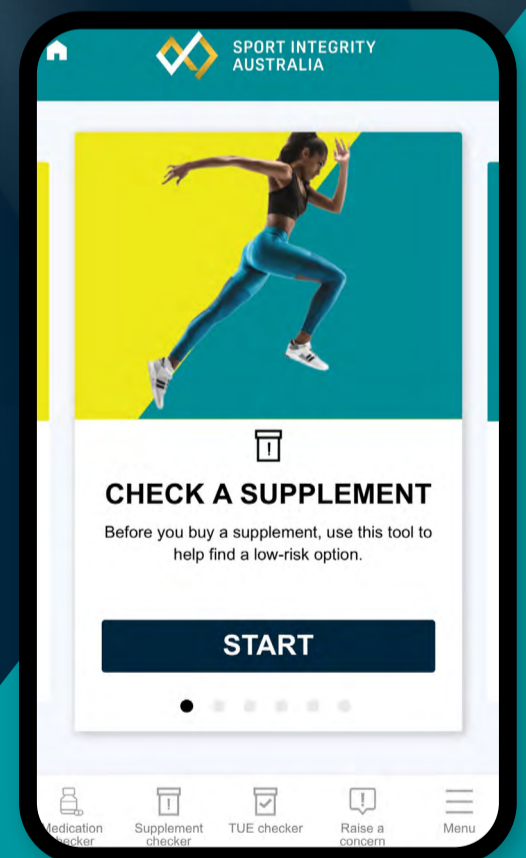 SPORT INTEGRITY
AUSTRALIA
CHECK A SUPPLEMENT
Before you buy a supplement, use this tool to
help find a low-risk option.
START
Medication
checker
Supplement
checker
TUE checker
Raise a
concern
Menu